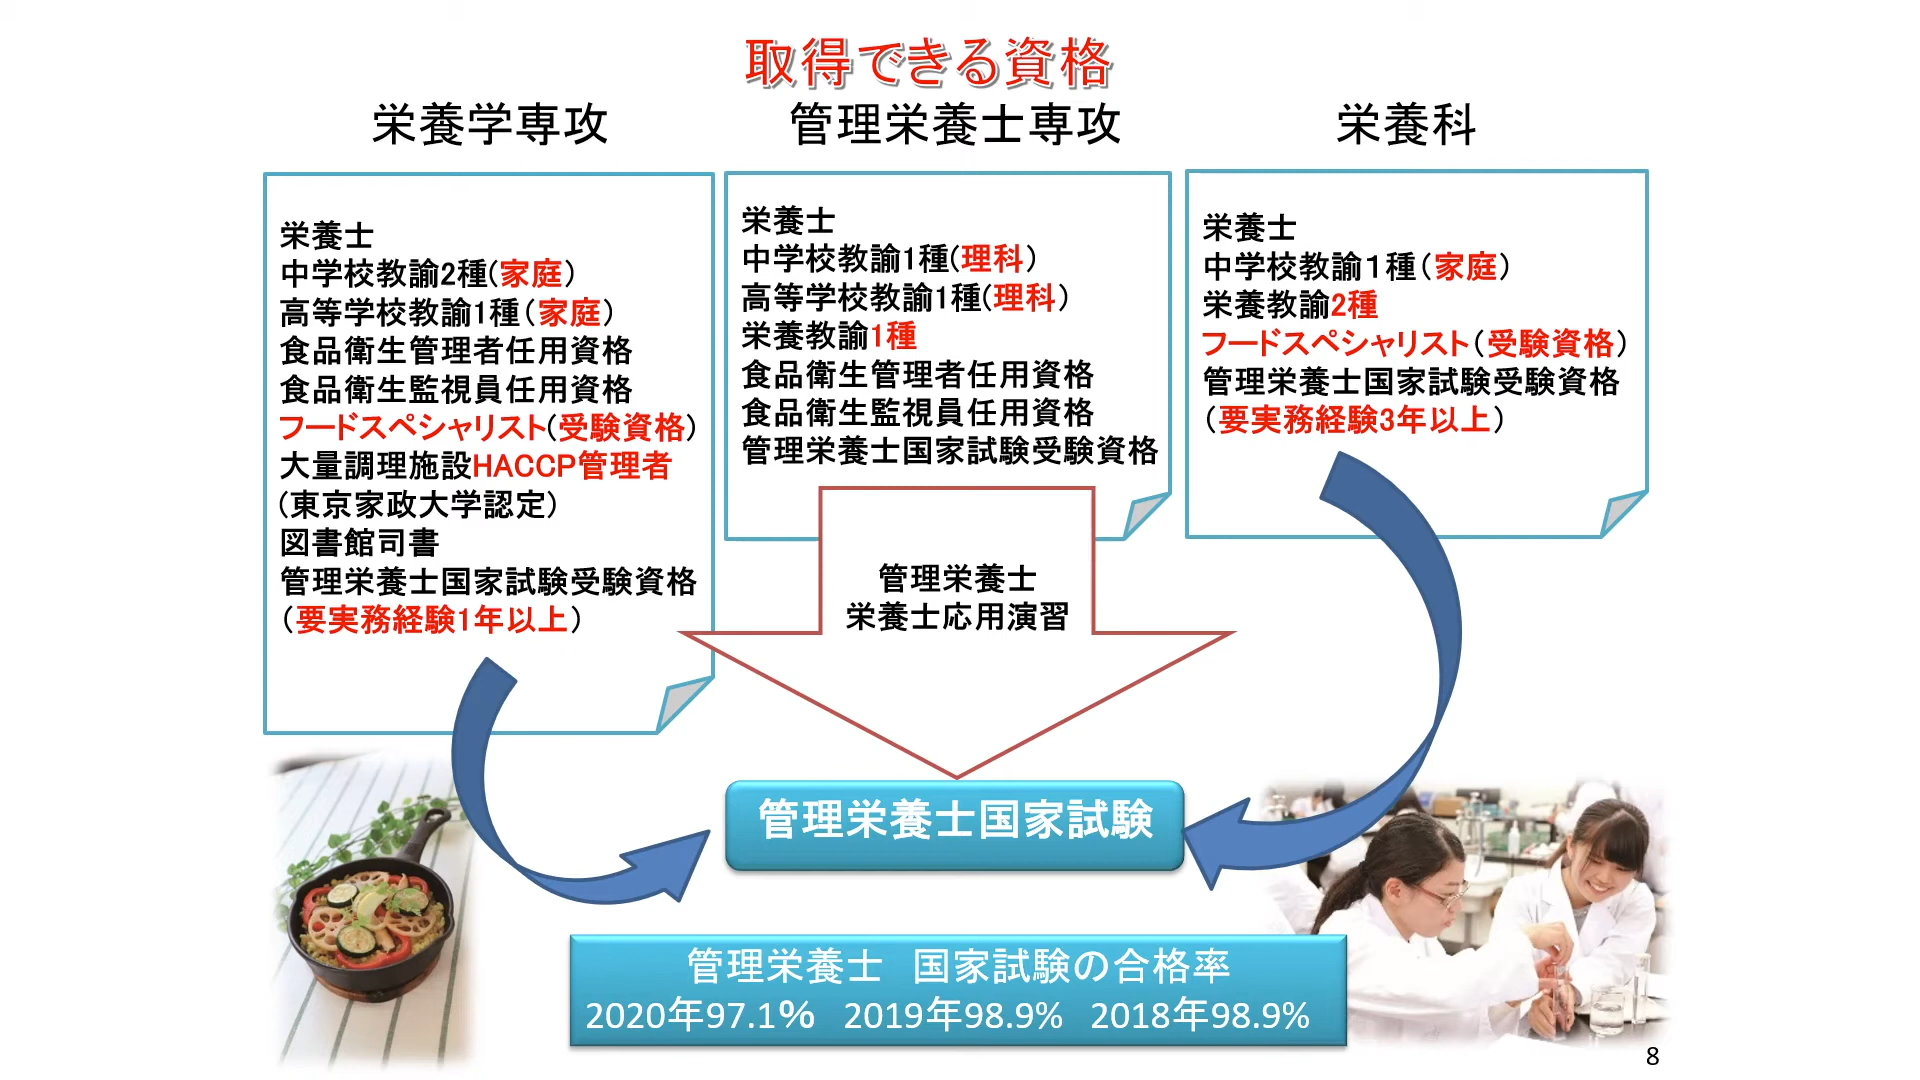 取得できる資格
栄養学専攻
管理栄養士専攻
栄養科
栄養士
中学校教諭2種(家庭)
高等学校教諭1種(家庭)
食品衛生管理者任用資格
食品衛生監視員任用資格
フードスペシャリスト(受験資格)
大量調理施設HACCP管理者
(東京家政大学認定)
図書館司書
管理栄養士国家試験受験資格
(要実務経験1年以上)
栄養士
中学校教諭1種(理科)
高等学校教諭1種(理科)
栄養教諭1種
食品衛生管理者任用資格
食品衛生監視員任用資格
管理栄養士国家試験受験資格
栄養士
中学校教諭1種(家庭)
栄養教諭2種
フードスペシャリスト(受験資格)
管理栄養士国家試験受験資格
(要実務経験3年以上)
管理栄養士
栄養士応用演習
管理栄養士国家試験
管理栄養士　国家試験の合格率
2020年97.1%　2019年98.9%　2018年98.9%
8